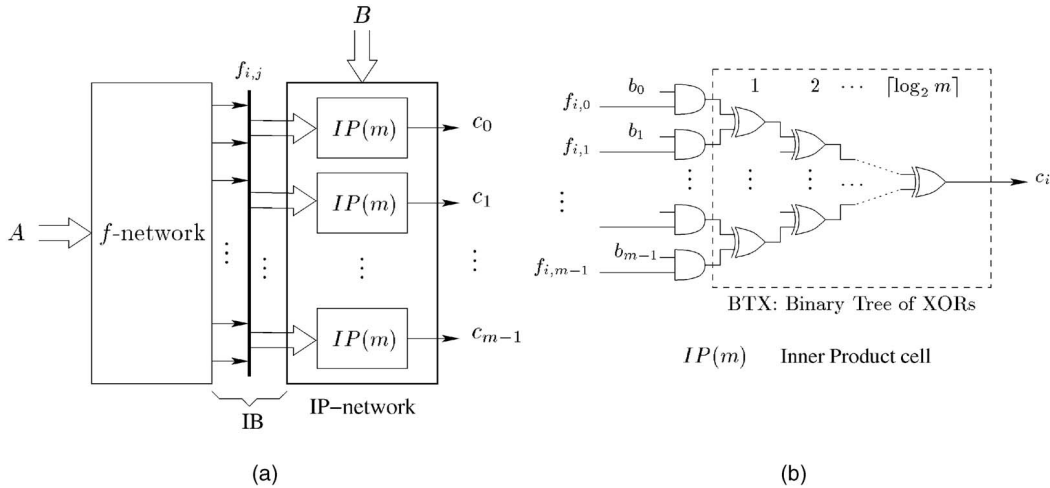 B
f_{i,j}
IP(m)
c_0
IP(m)
c_1
A
f-network
⋮
⋮
⋮
⋮
IP(m)
c_{m-1}
IB
IP-network
(a)
1 2 ⋯ ⌈log_2 m⌉
b_0
f_{i,0}
b_1
f_{i,1}
⋮
⋮
⋮
⋮
⋯
c_i
b_{m-1}
f_{i,m-1}
BTX: Binary Tree of XORs
IP(m) Inner Product cell
(b)